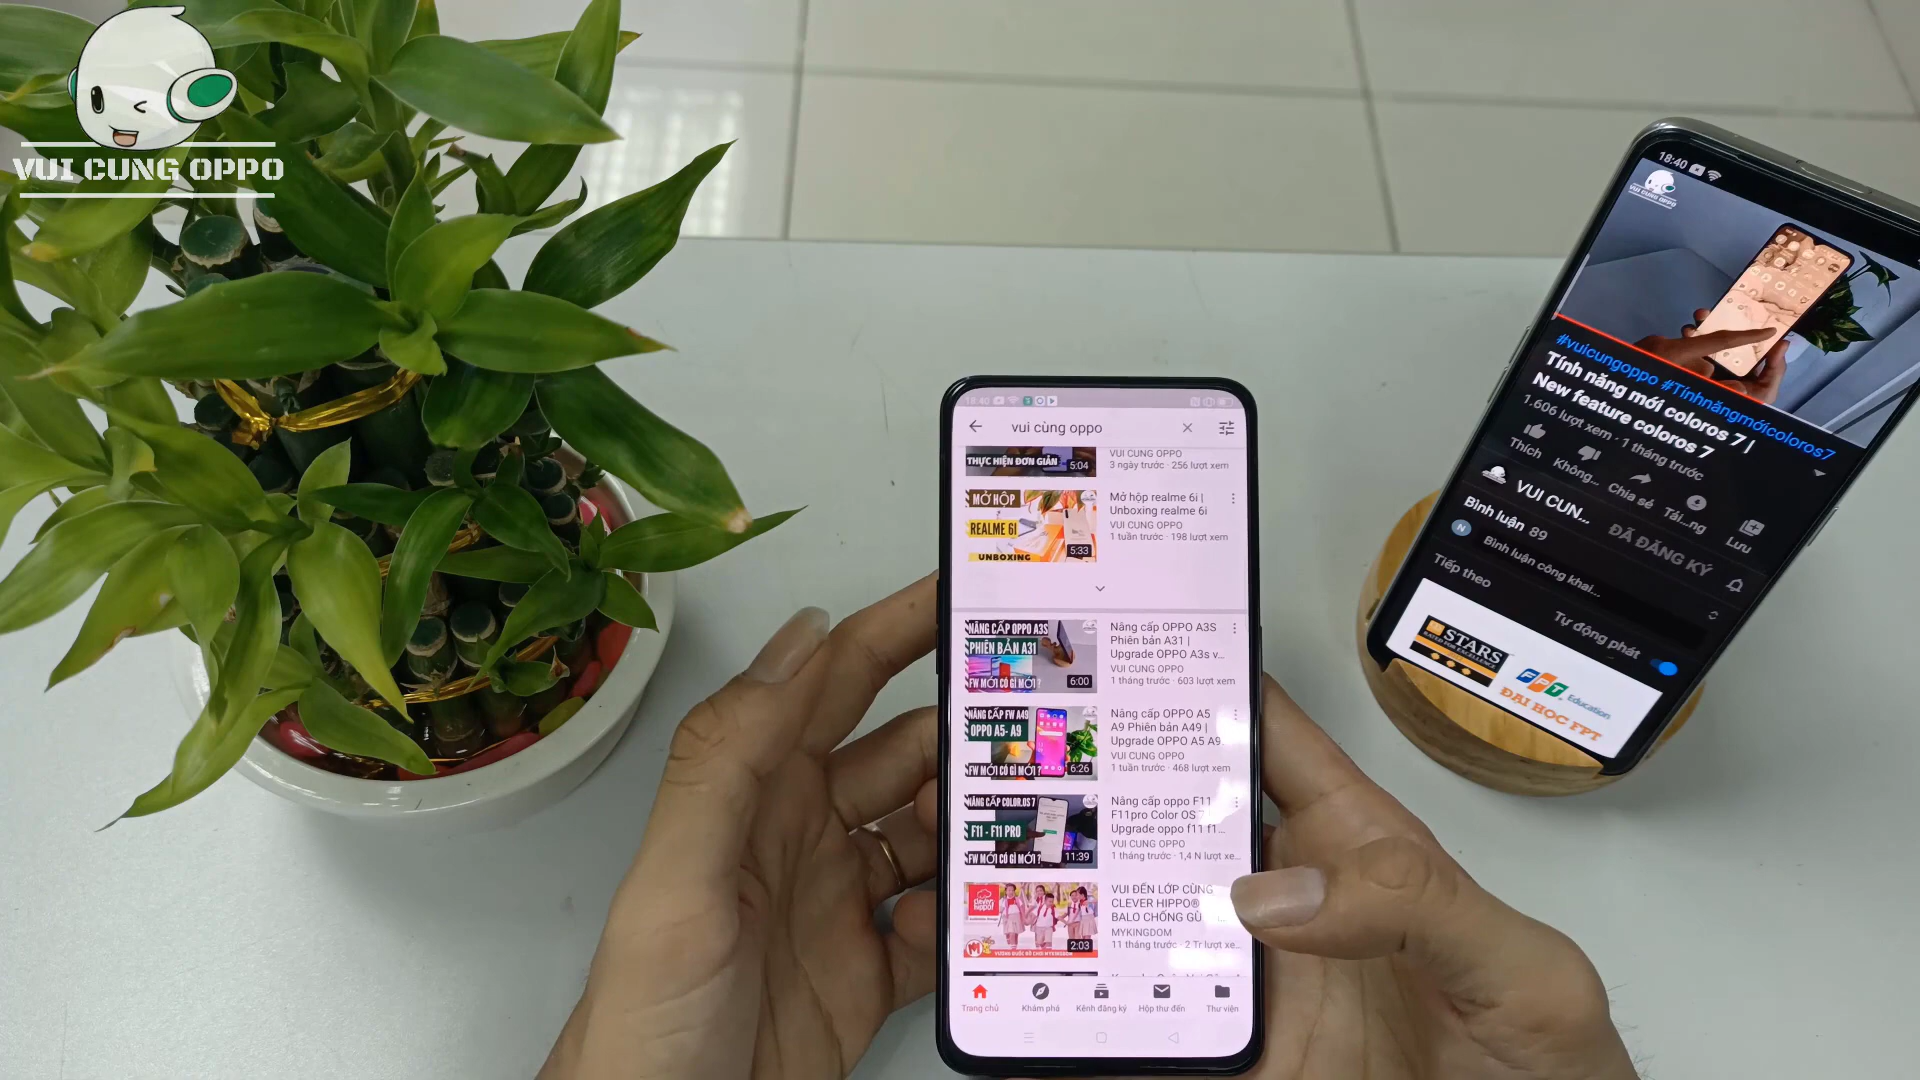 VUI CUNG OPPO
18:40
vui cùng oppo
THỰC HIỆN ĐƠN GIẢN
5:04
VUI CUNG OPPO
3 ngày trước · 256 lượt xem
MỞ HỘP
REALME 6I
UNBOXING
5:33
Mở hộp realme 6i |
Unboxing realme 6i
VUI CUNG OPPO
1 tuần trước · 198 lượt xem
NÂNG CẤP OPPO A3S
PHIÊN BẢN A31
FW MỚI CÓ GÌ MỚI ?
6:00
Nâng cấp OPPO A3S
Phiên bản A31 |
Upgrade OPPO A3s v...
VUI CUNG OPPO
1 tháng trước · 603 lượt xem
NÂNG CẤP FW A49
OPPO A5- A9
FW MỚI CÓ GÌ MỚI ?
6:26
Nâng cấp OPPO A5
A9 Phiên bản A49 |
Upgrade OPPO A5 A9
VUI CUNG OPPO
1 tuần trước · 468 lượt xem
NÂNG CẤP COLOR.OS 7
F11 - F11 PRO
FW MỚI CÓ GÌ MỚI ?
11:39
Nâng cấp oppo F11
F11pro Color OS 7
Upgrade oppo f11 f1...
VUI CUNG OPPO
1 tháng trước · 1,4 N lượt xe...
clever hippo
2:03
VUI ĐẾN LỚP CÙNG
CLEVER HIPPO®
BALO CHỐNG GÙ
MYKINGDOM
11 tháng trước · 2 Tr lượt xe...
Trang chủ
Khám phá
Kênh đăng ký
Hộp thư đến
Thư viện
18:40
VUI CUNG OPPO
#vuicungoppo #Tínhnăngmớicoloros7
Tính năng mới coloros 7 |
New feature coloros 7
1.606 lượt xem · 1 tháng trước
Thích
Không...
Chia sẻ
Tải...ng
Lưu
VUI CUN...
ĐÃ ĐĂNG KÝ
Bình luận 89
N
Bình luận công khai...
Tiếp theo
Tự động phát
STARS
RATED FOR EXCELLENCE
FPT Education
ĐẠI HỌC FPT